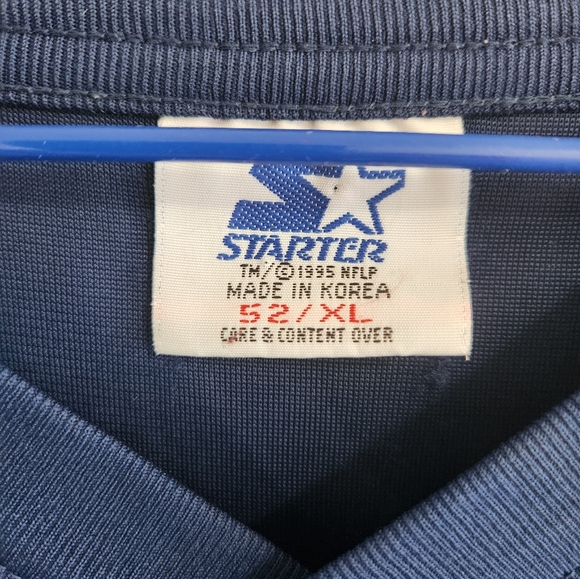 STARTER
TM/©1995 NFLP
MADE IN KOREA
52/XL
CARE & CONTENT OVER